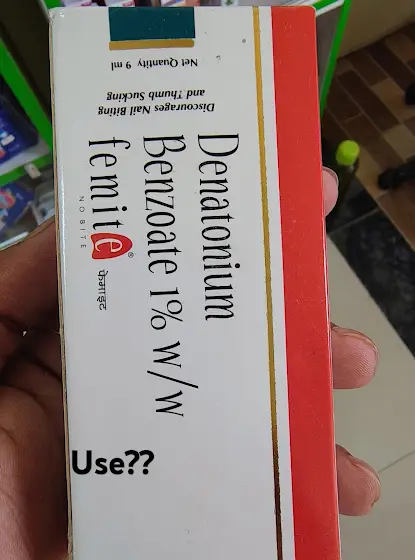 Denatonium
Benzoate 1% w/w
femite®
NO BITE
फेमाइट
Discourages Nail Biting
and Thumb Sucking
Net Quantity 9 ml
Use??